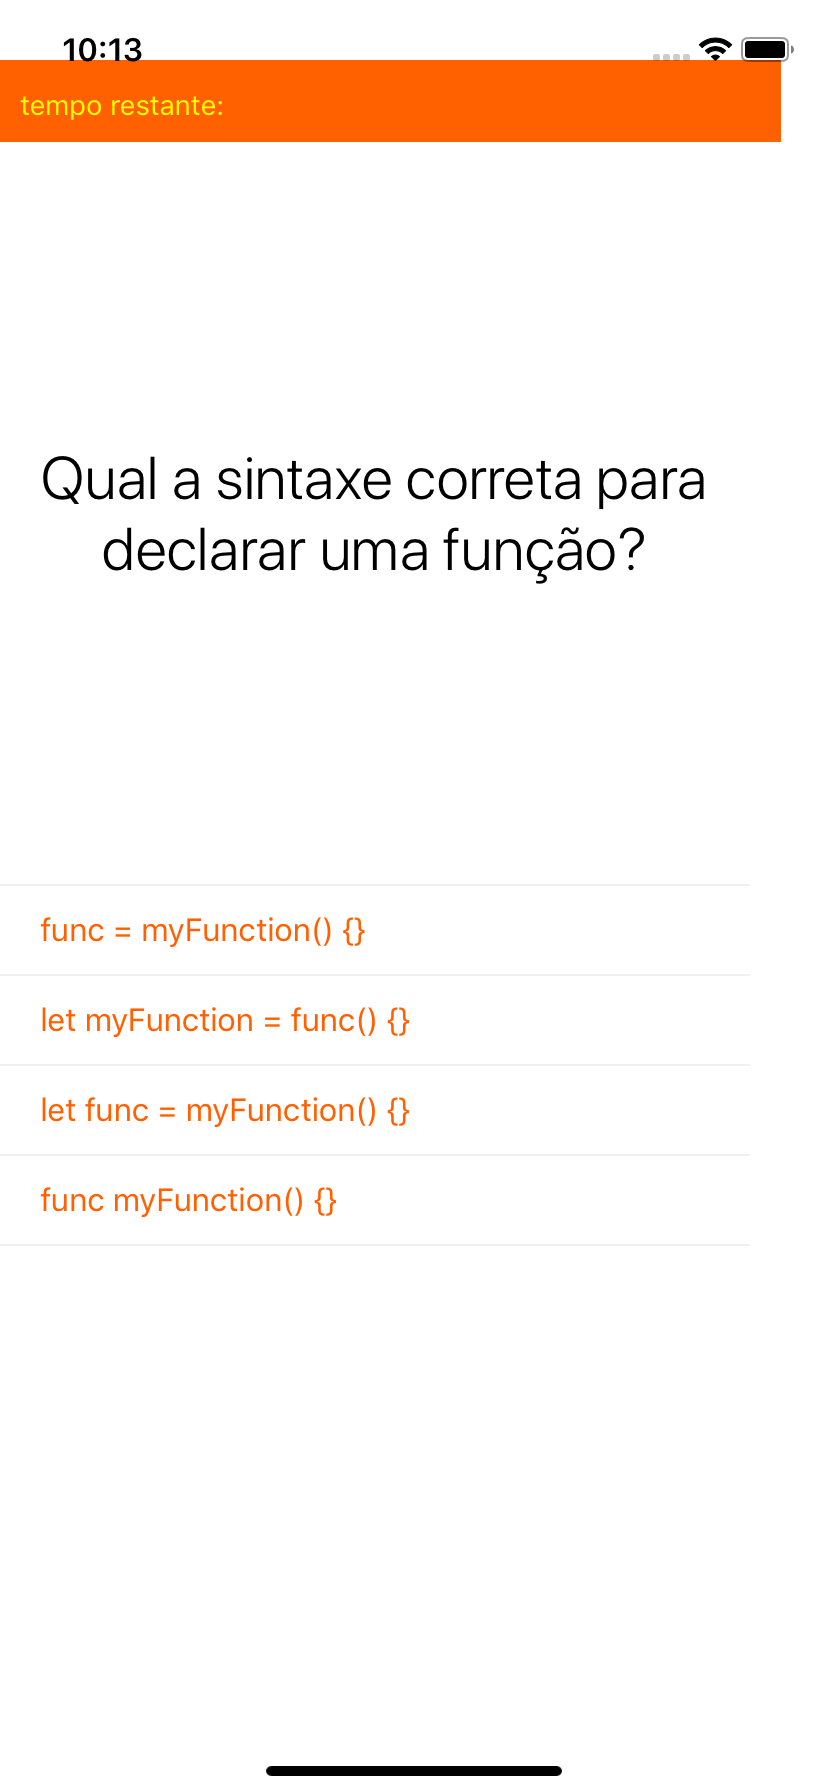 10:13
tempo restante:
Qual a sintaxe correta para
declarar uma função?
func = myFunction() {}
let myFunction = func() {}
let func = myFunction() {}
func myFunction() {}